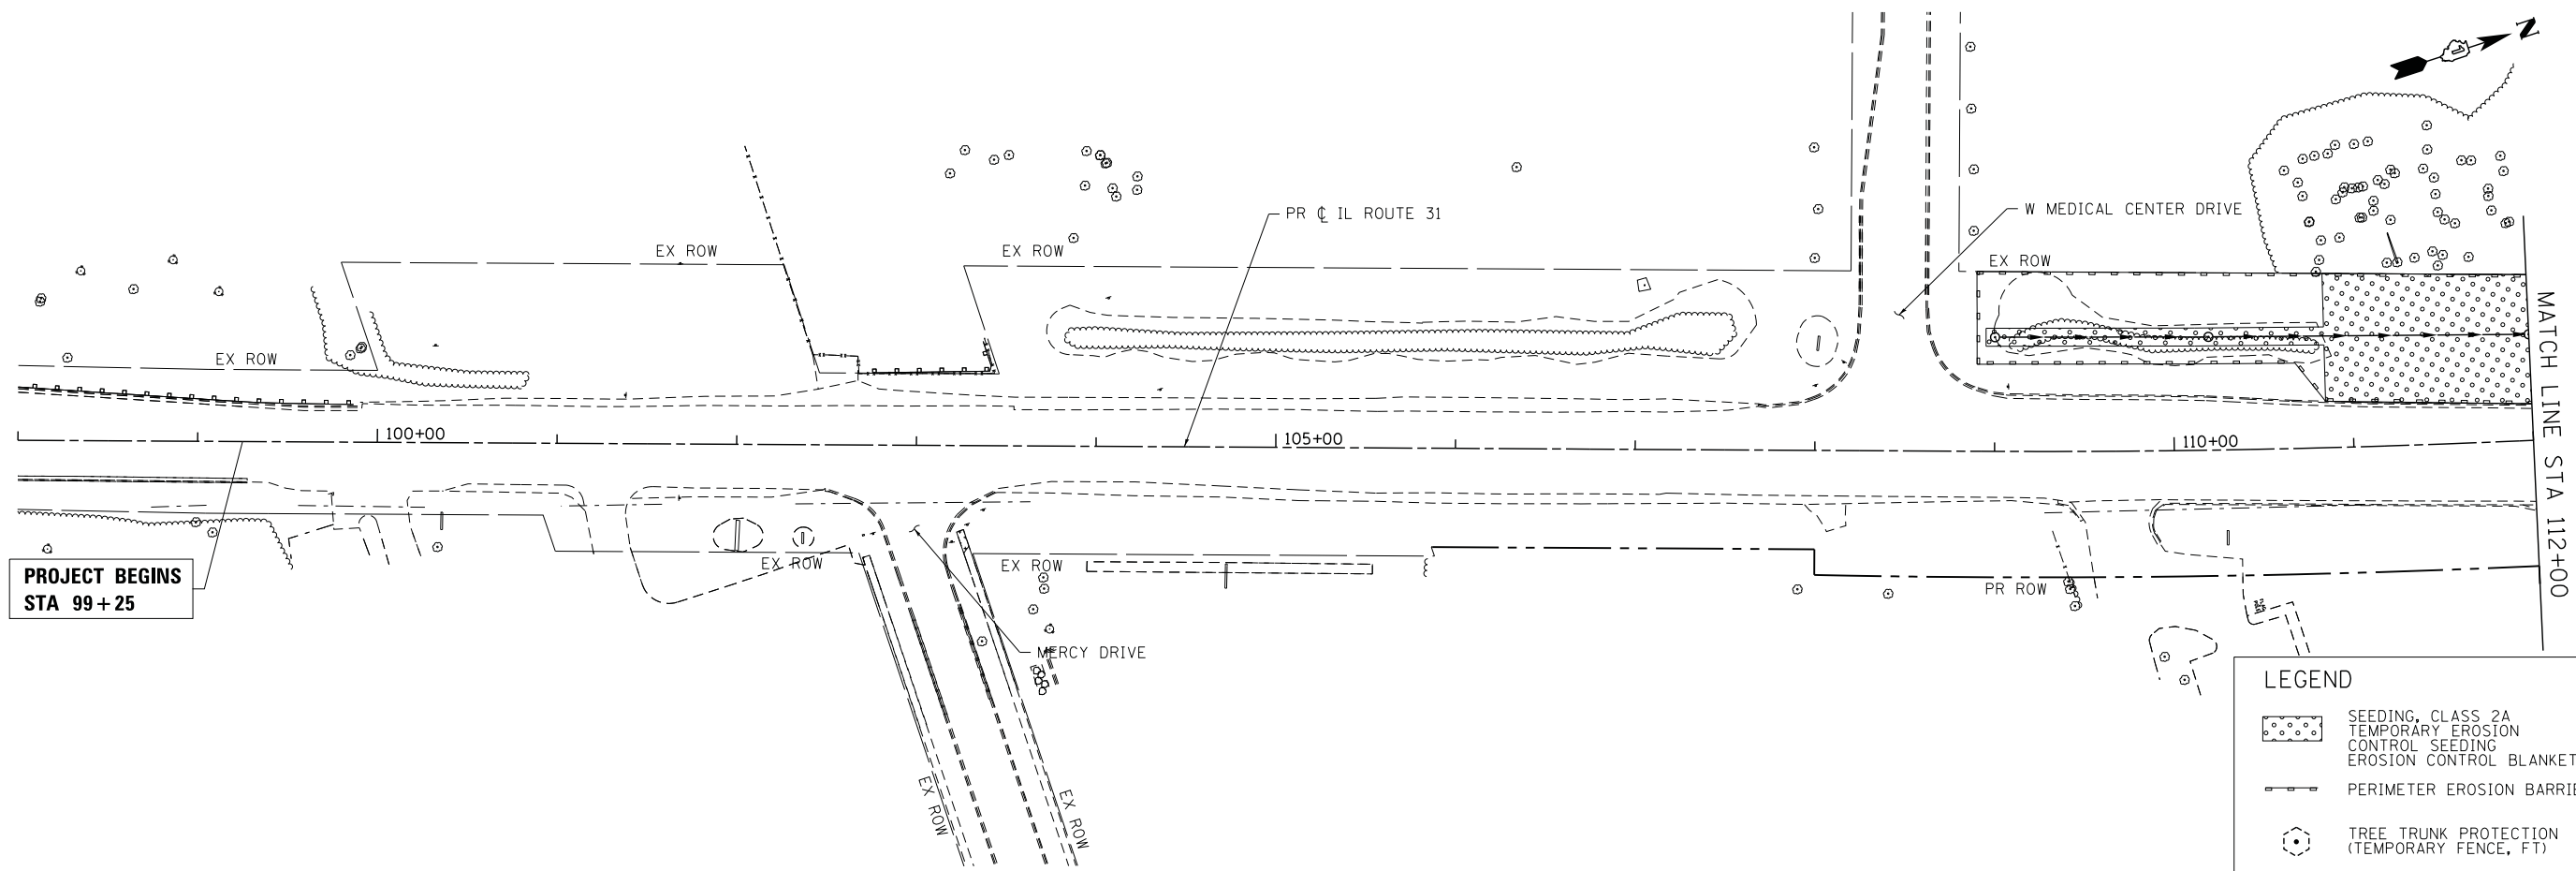 N
PR ℄ IL ROUTE 31
W MEDICAL CENTER DRIVE
EX ROW
EX ROW
EX ROW
EX ROW
MATCH LINE STA 112+00
100+00
105+00
110+00
PROJECT BEGINS
STA 99+25
EX ROW
EX ROW
PR ROW
MERCY DRIVE
EX ROW
EX ROW
LEGEND
SEEDING, CLASS 2A
TEMPORARY EROSION
CONTROL SEEDING
EROSION CONTROL BLANKET
PERIMETER EROSION BARRIE
TREE TRUNK PROTECTION
(TEMPORARY FENCE, FT)